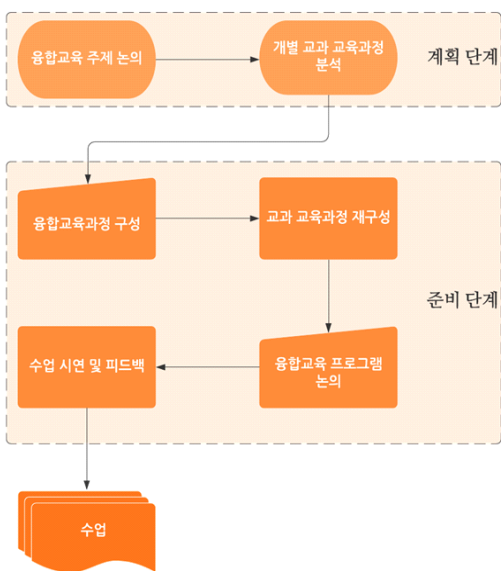 융합교육 주제 논의
개별 교과 교육과정
분석
계획 단계
융합교육과정 구성
교과 교육과정 재구성
준비 단계
수업 시연 및 피드백
융합교육 프로그램
논의
수업